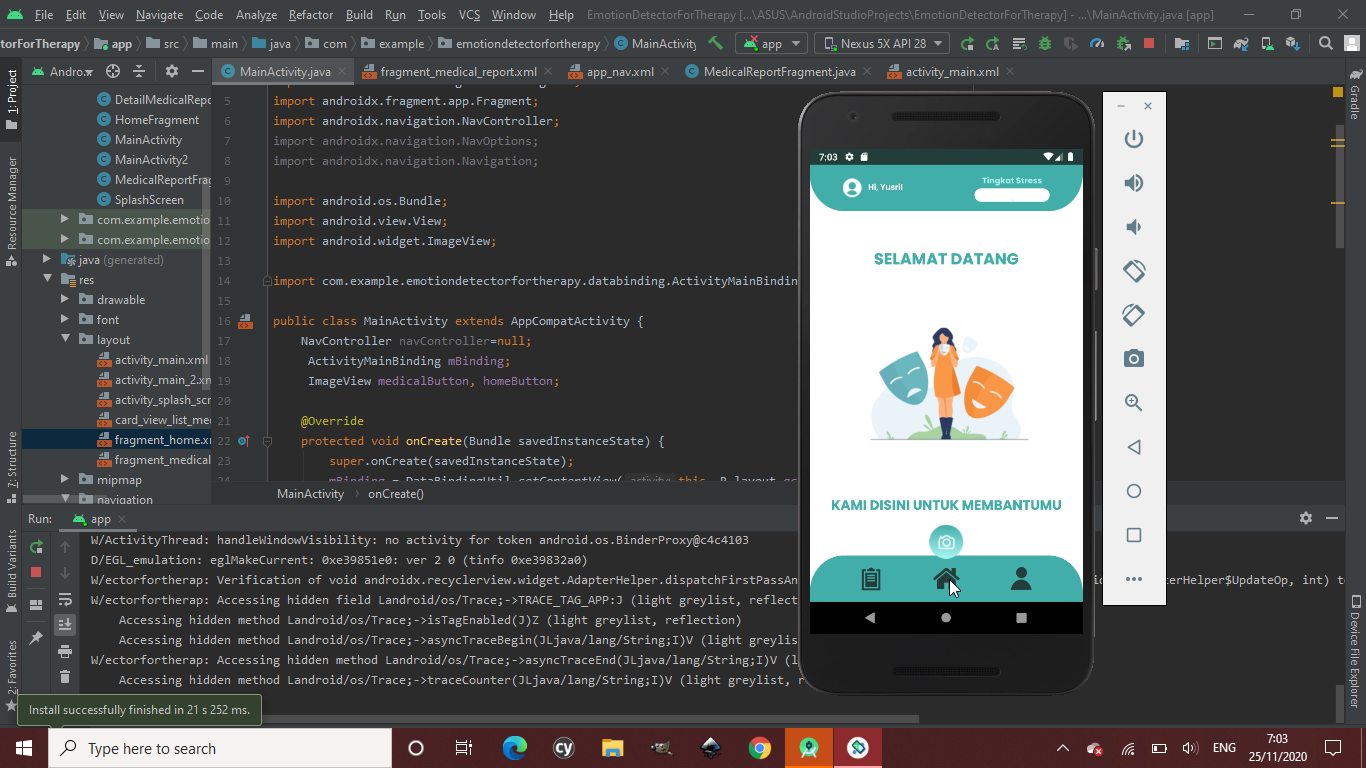 File Edit View Navigate Code Analyze Refactor Build Run Tools VCS Window Help EmotionDetectorForTherapy [...\ASUS\AndroidStudioProjects\EmotionDetectorForTherapy] - ...\MainActivity.java [app]
torForTherapy app src main java com example emotiondetectorfortherapy MainActivity app Nexus 5X API 28
1: Project
Resource Manager
7: Structure
Build Variants
2: Favorites
Andro...
MainActivity.java fragment_medical_report.xml app_nav.xml MedicalReportFragment.java activity_main.xml
Gradle
Device File Explorer
DetailMedicalRepo
HomeFragment
MainActivity
MainActivity2
MedicalReportFrag
SplashScreen
com.example.emotio
com.example.emotio
java (generated)
res
drawable
font
layout
activity_main.xml
activity_main_2.xm
activity_splash_scr
card_view_list_me
fragment_home.xm
fragment_medical
mipmap
navigation
5 import androidx.fragment.app.Fragment;
6 import androidx.navigation.NavController;
7 import androidx.navigation.NavOptions;
8 import androidx.navigation.Navigation;
9
10 import android.os.Bundle;
11 import android.view.View;
12 import android.widget.ImageView;
13
14 import com.example.emotiondetectorfortherapy.databinding.ActivityMainBindin
15
16 public class MainActivity extends AppCompatActivity {
17 NavController navController=null;
18 ActivityMainBinding mBinding;
19 ImageView medicalButton, homeButton;
20
21 @Override
22 protected void onCreate(Bundle savedInstanceState) {
23 super.onCreate(savedInstanceState);
24 mBinding = DataBindingUtil.setContentView( activity: this, R.layout.ac
MainActivity › onCreate()
7:03
Hi, Yusril
Tingkat Stress
SELAMAT DATANG
KAMI DISINI UNTUK MEMBANTUMU
Run: app
W/ActivityThread: handleWindowVisibility: no activity for token android.os.BinderProxy@c4c4103
D/EGL_emulation: eglMakeCurrent: 0xe39851e0: ver 2 0 (tinfo 0xe39832a0)
W/ectorfortherap: Verification of void androidx.recyclerview.widget.AdapterHelper.dispatchFirstPassAn terHelper$UpdateOp, int) to
W/ectorfortherap: Accessing hidden field Landroid/os/Trace;->TRACE_TAG_APP:J (light greylist, reflect
Accessing hidden method Landroid/os/Trace;->isTagEnabled(J)Z (light greylist, reflection)
Accessing hidden method Landroid/os/Trace;->asyncTraceBegin(JLjava/lang/String;I)V (light greylis
W/ectorfortherap: Accessing hidden method Landroid/os/Trace;->asyncTraceEnd(JLjava/lang/String;I)V (l
Accessing hidden method Landroid/os/Trace;->traceCounter(JLjava/lang/String;I)V (light greylist, r
Install successfully finished in 21 s 252 ms.
Type here to search
cy
ENG
7:03
25/11/2020